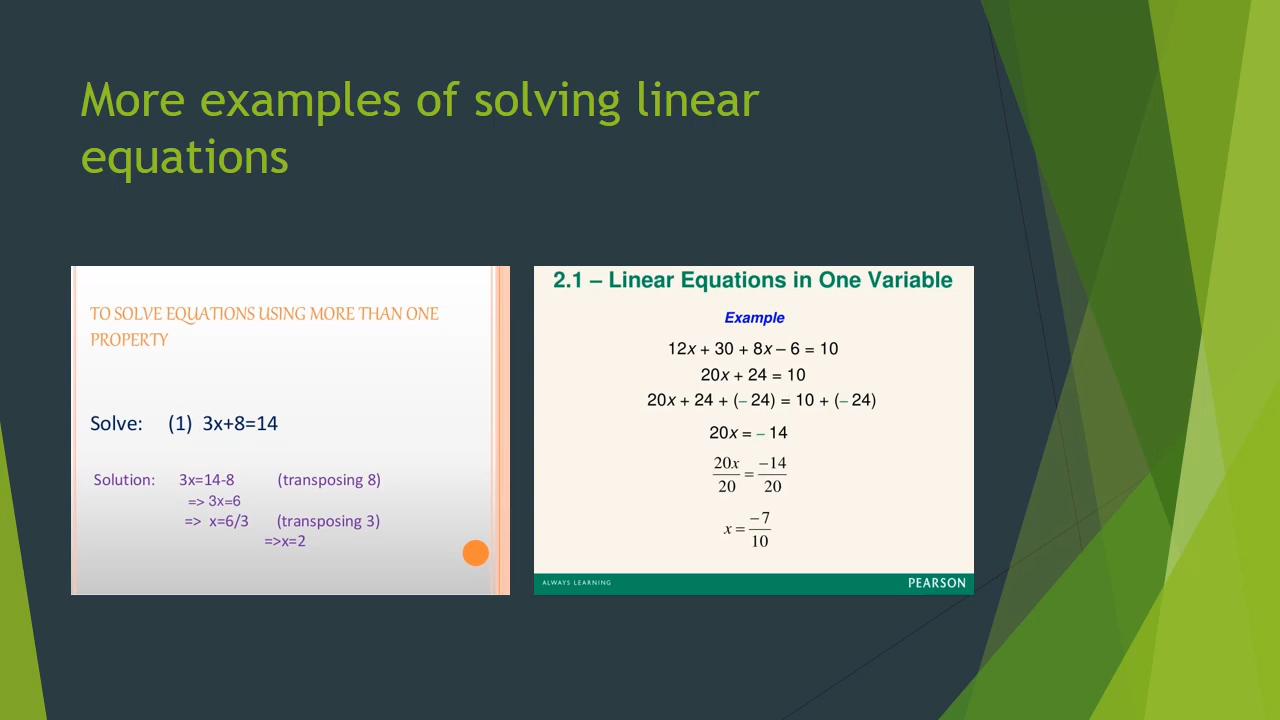 More examples of solving linear
equations
TO SOLVE EQUATIONS USING MORE THAN ONE
PROPERTY
Solve: (1) 3x+8=14
Solution: 3x=14-8 (transposing 8)
=> 3x=6
=> x=6/3 (transposing 3)
=>x=2
2.1 – Linear Equations in One Variable
Example
12x + 30 + 8x – 6 = 10
20x + 24 = 10
20x + 24 + (– 24) = 10 + (– 24)
20x = – 14
20x/20 = −14/20
x = −7/10
ALWAYS LEARNING
PEARSON